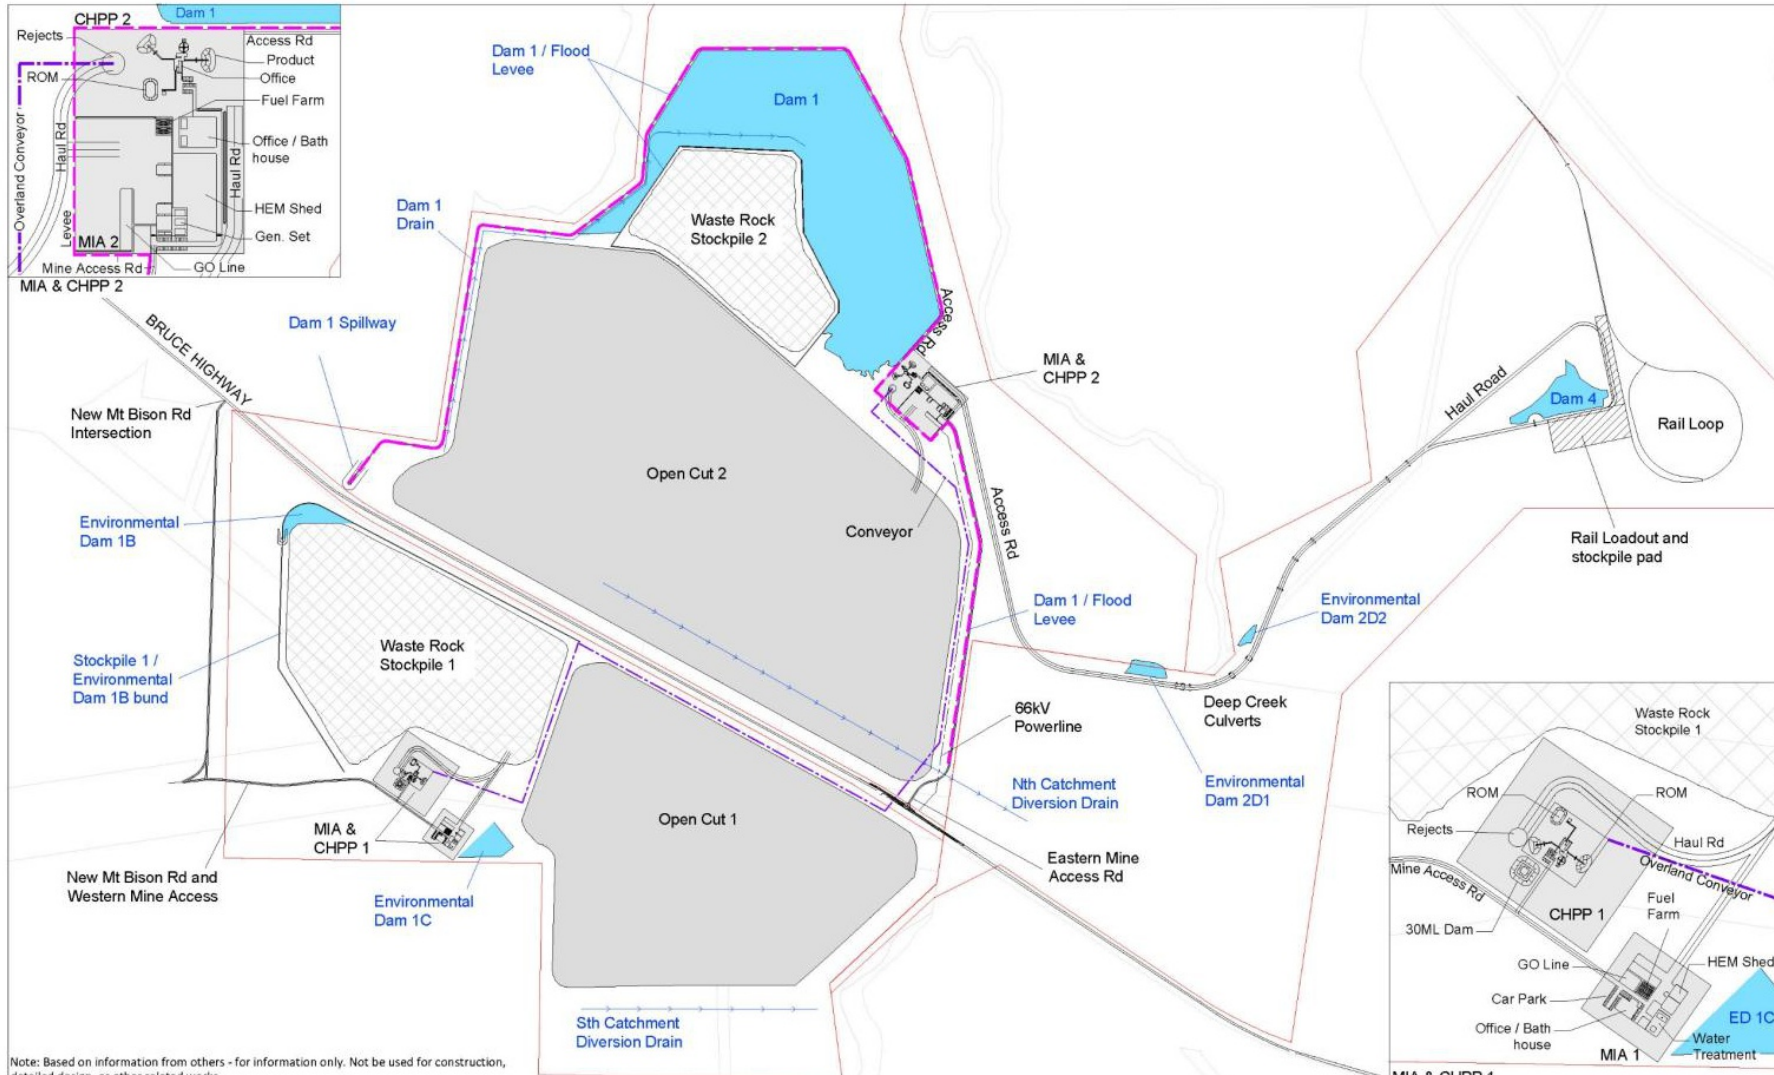 Dam 1
CHPP 2
Rejects
Access Rd
Product
ROM
Office
Fuel Farm
Overland Conveyor
Haul Rd
Office / Bath
house
Haul Rd
HEM Shed
Levee
MIA 2
Gen. Set
Mine Access Rd
GO Line
MIA & CHPP 2
Dam 1 / Flood
Levee
Dam 1
Dam 1
Drain
Waste Rock
Stockpile 2
Dam 1 Spillway
BRUCE HIGHWAY
Access Rd
MIA &
CHPP 2
Haul Road
Dam 4
Rail Loop
New Mt Bison Rd
Intersection
Open Cut 2
Access Rd
Conveyor
Environmental
Dam 1B
Rail Loadout and
stockpile pad
Dam 1 / Flood
Levee
Environmental
Dam 2D2
Waste Rock
Stockpile 1
Stockpile 1 /
Environmental
Dam 1B bund
66kV
Powerline
Deep Creek
Culverts
Nth Catchment
Diversion Drain
Environmental
Dam 2D1
Open Cut 1
MIA &
CHPP 1
Eastern Mine
Access Rd
New Mt Bison Rd and
Western Mine Access
Environmental
Dam 1C
Sth Catchment
Diversion Drain
Waste Rock
Stockpile 1
ROM
ROM
Rejects
Haul Rd
Mine Access Rd
Overland Conveyor
Fuel
Farm
CHPP 1
30ML Dam
GO Line
HEM Shed
Car Park
ED 1C
Office / Bath
house
Water
Treatment
MIA 1
MIA & CHPP 1
Note: Based on information from others - for information only. Not be used for construction,
detailed design, or other related works